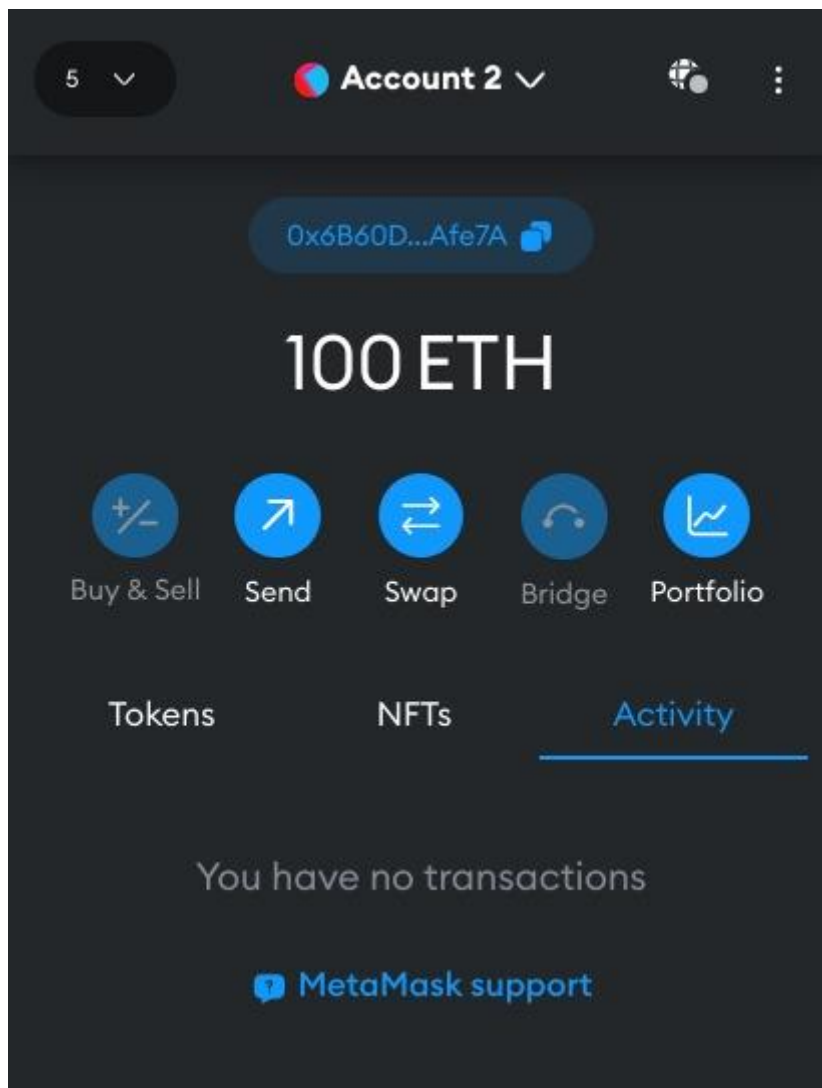 5
Account 2
0x6B60D...Afe7A
100 ETH
Buy & Sell Send Swap Bridge Portfolio
Tokens NFTs Activity
You have no transactions
MetaMask support